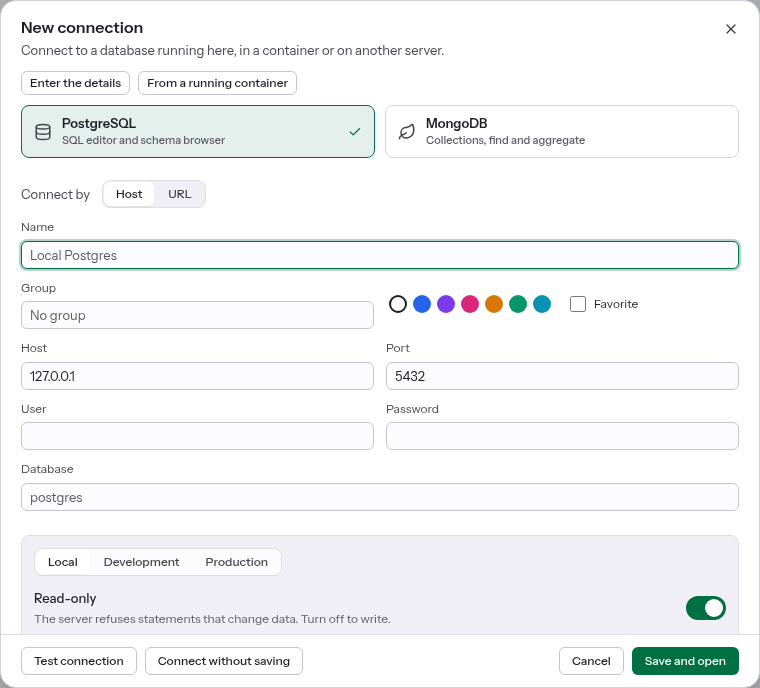 New connection
Connect to a database running here, in a container or on another server.
Enter the details
From a running container
PostgreSQL
SQL editor and schema browser
MongoDB
Collections, find and aggregate
Connect by
Host
URL
Name
Local Postgres
Group
No group
Favorite
Host
Port
127.0.0.1
5432
User
Password
Database
postgres
Local
Development
Production
Read-only
The server refuses statements that change data. Turn off to write.
Test connection
Connect without saving
Cancel
Save and open